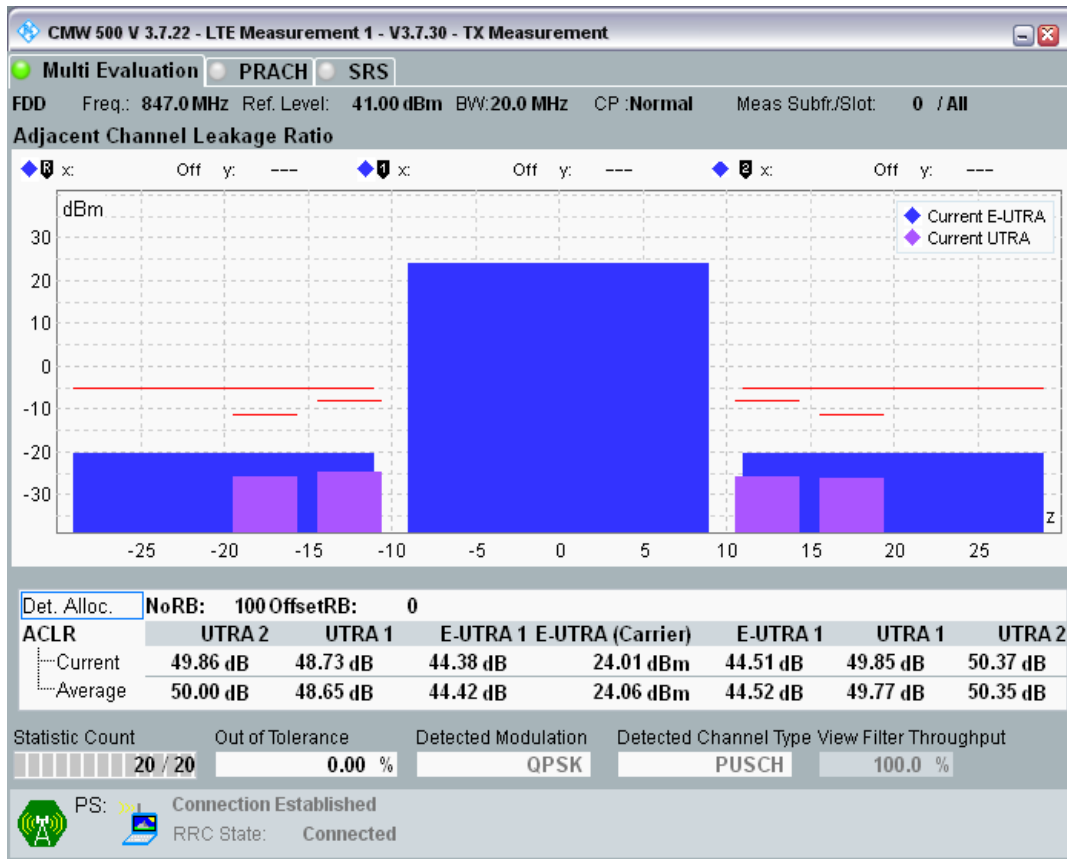 CMW 500 V 3.7.22 - LTE Measurement 1 - V3.7.30 - TX Measurement
Multi Evaluation PRACH SRS
FDD Freq.: 847.0 MHz Ref. Level: 41.00 dBm BW: 20.0 MHz CP :Normal Meas Subfr./Slot: 0 / All
Adjacent Channel Leakage Ratio
R x: Off y: --- 1 x: Off y: --- 2 x: Off y: ---
dBm
Current E-UTRA
Current UTRA
30
20
10
0
-10
-20
-30
z
-25 -20 -15 -10 -5 0 5 10 15 20 25
Det. Alloc. NoRB: 100 OffsetRB: 0
ACLR UTRA 2 UTRA 1 E-UTRA 1 E-UTRA (Carrier) E-UTRA 1 UTRA 1 UTRA 2
Current 49.86 dB 48.73 dB 44.38 dB 24.01 dBm 44.51 dB 49.85 dB 50.37 dB
Average 50.00 dB 48.65 dB 44.42 dB 24.06 dBm 44.52 dB 49.77 dB 50.35 dB
Statistic Count Out of Tolerance Detected Modulation Detected Channel Type View Filter Throughput
20 / 20 0.00 % QPSK PUSCH 100.0 %
PS: Connection Established
RRC State: Connected